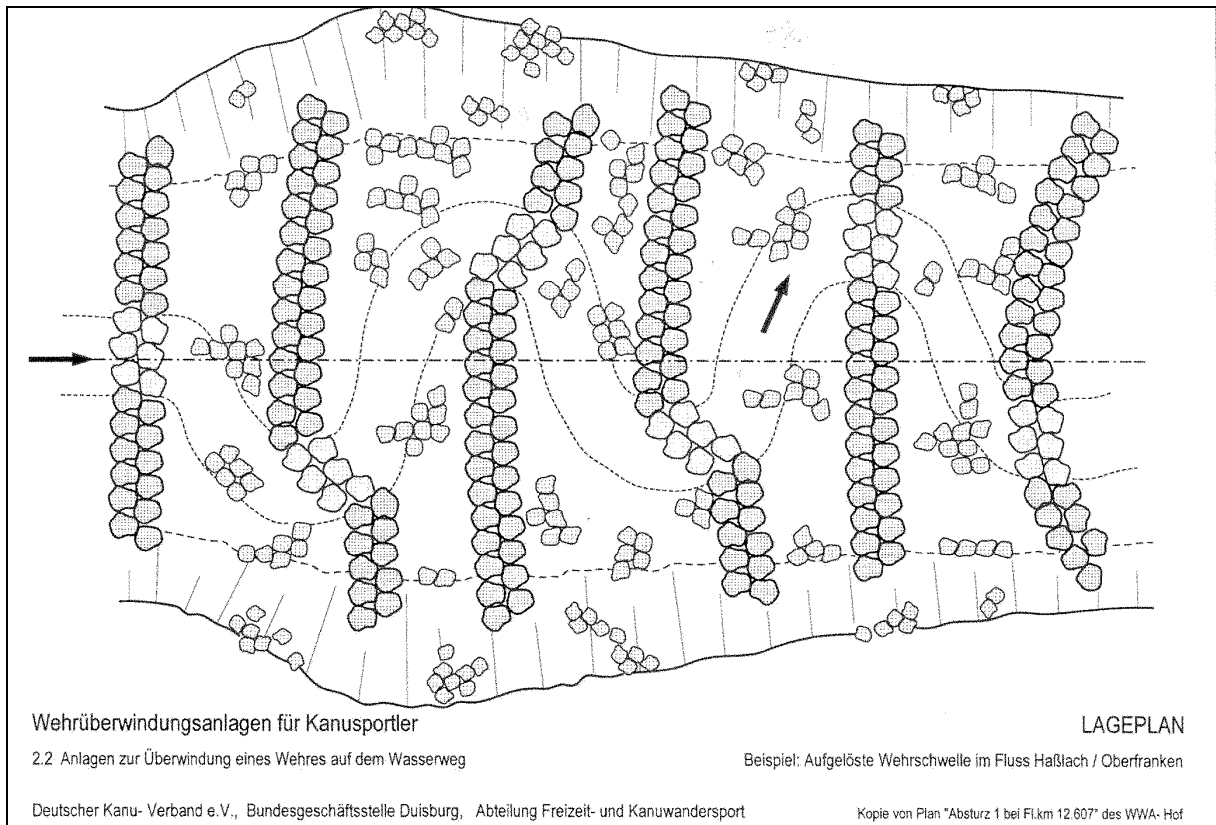 Wehrüberwindungsanlagen für Kanusportler
LAGEPLAN
2.2 Anlagen zur Überwindung eines Wehres auf dem Wasserweg
Beispiel: Aufgelöste Wehrschwelle im Fluss Haßlach / Oberfranken
Deutscher Kanu- Verband e.V., Bundesgeschäftsstelle Duisburg, Abteilung Freizeit- und Kanuwandersport
Kopie von Plan "Absturz 1 bei Fl.km 12.607" des WWA- Hof